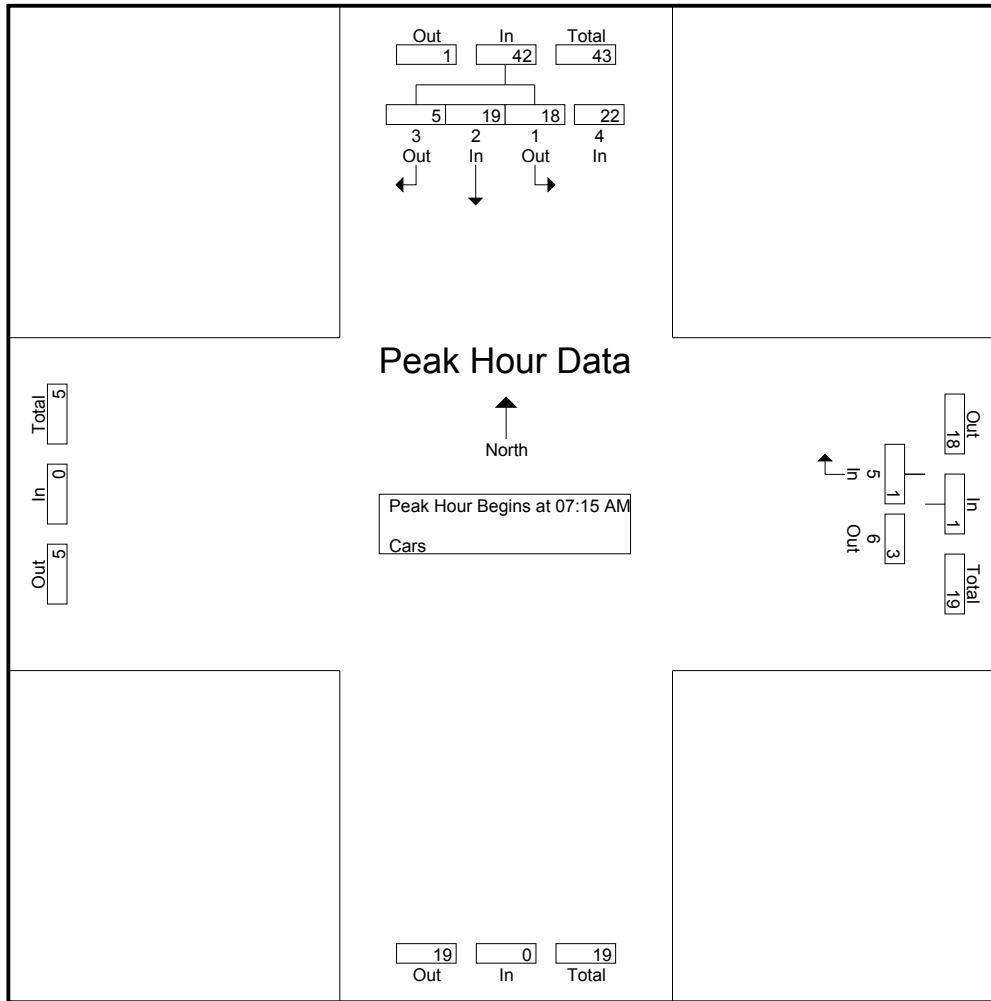 Out In Total
1 42 43
5 19 18 22
3 2 1 4
Out In Out In
Peak Hour Data
North
Peak Hour Begins at 07:15 AM
Cars
Total
5
In
0
Out
5
Out
18
In
1
Total
19
1
5
In
3
6
Out
19 0 19
Out In Total